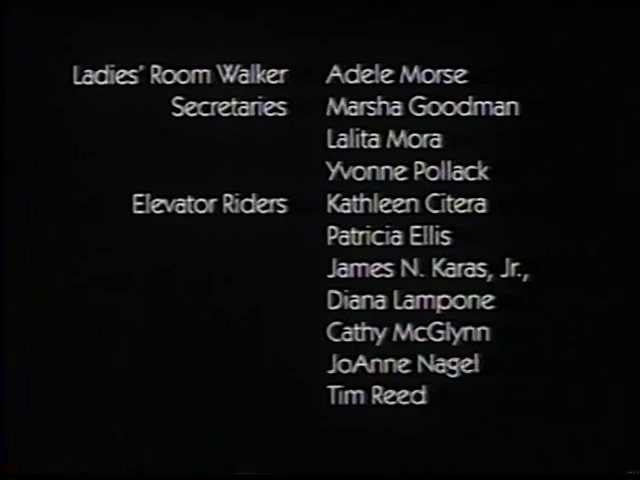 Ladies' Room Walker Adele Morse
Secretaries Marsha Goodman
Lalita Mora
Yvonne Pollack
Elevator Riders Kathleen Citera
Patricia Ellis
James N. Karas, Jr.,
Diana Lampone
Cathy McGlynn
JoAnne Nagel
Tim Reed